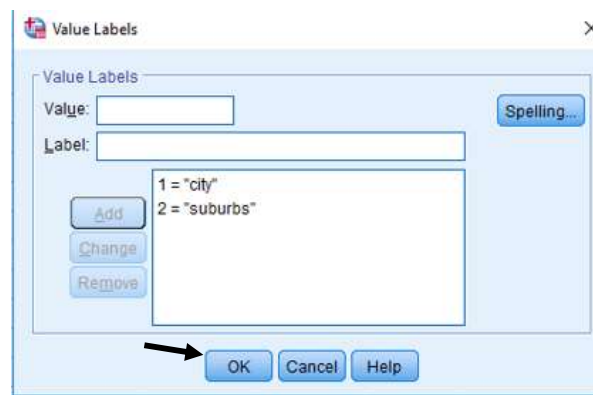 Value Labels
Value Labels
Value:
Spelling...
Label:
1 = "city"
2 = "suburbs"
Add
Change
Remove
OK Cancel Help